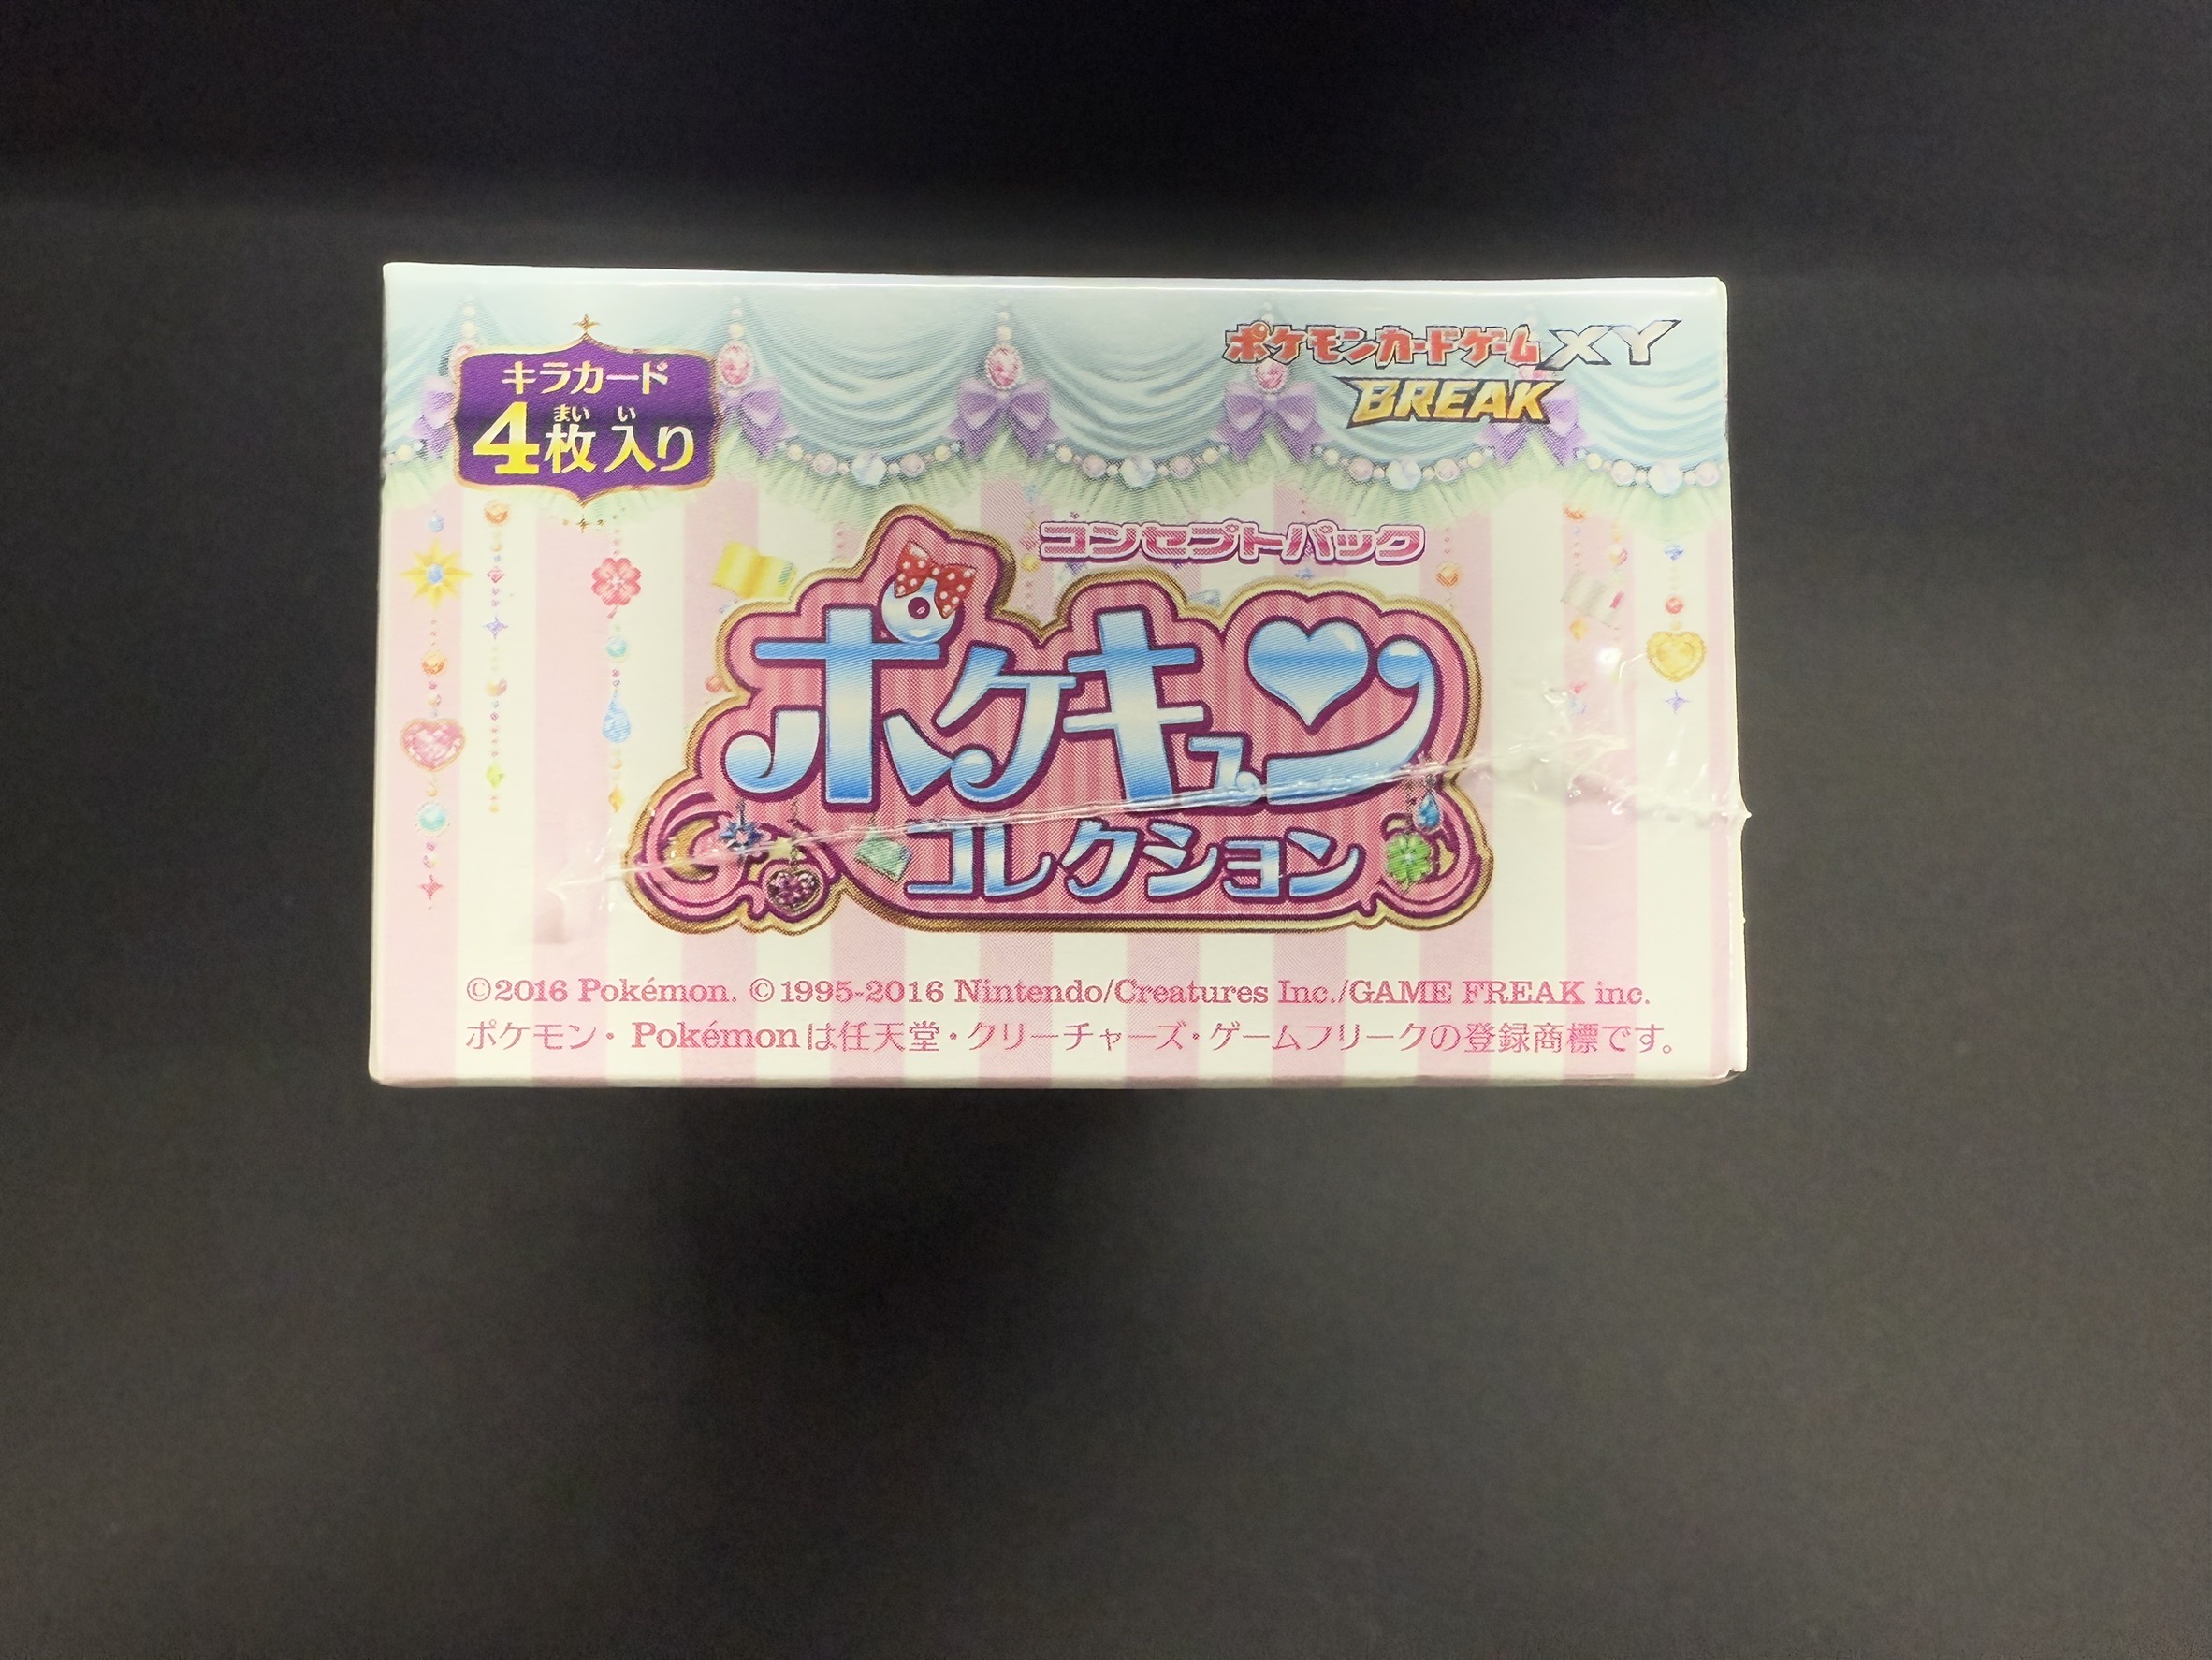 キラカード
4枚入り
まい い
ポケモンカードゲームXY
BREAK
コンセプトパック
ポケキュン
コレクション
©2016 Pokémon. ©1995-2016 Nintendo/Creatures Inc./GAME FREAK inc.
ポケモン・Pokémonは任天堂・クリーチャーズ・ゲームフリークの登録商標です。